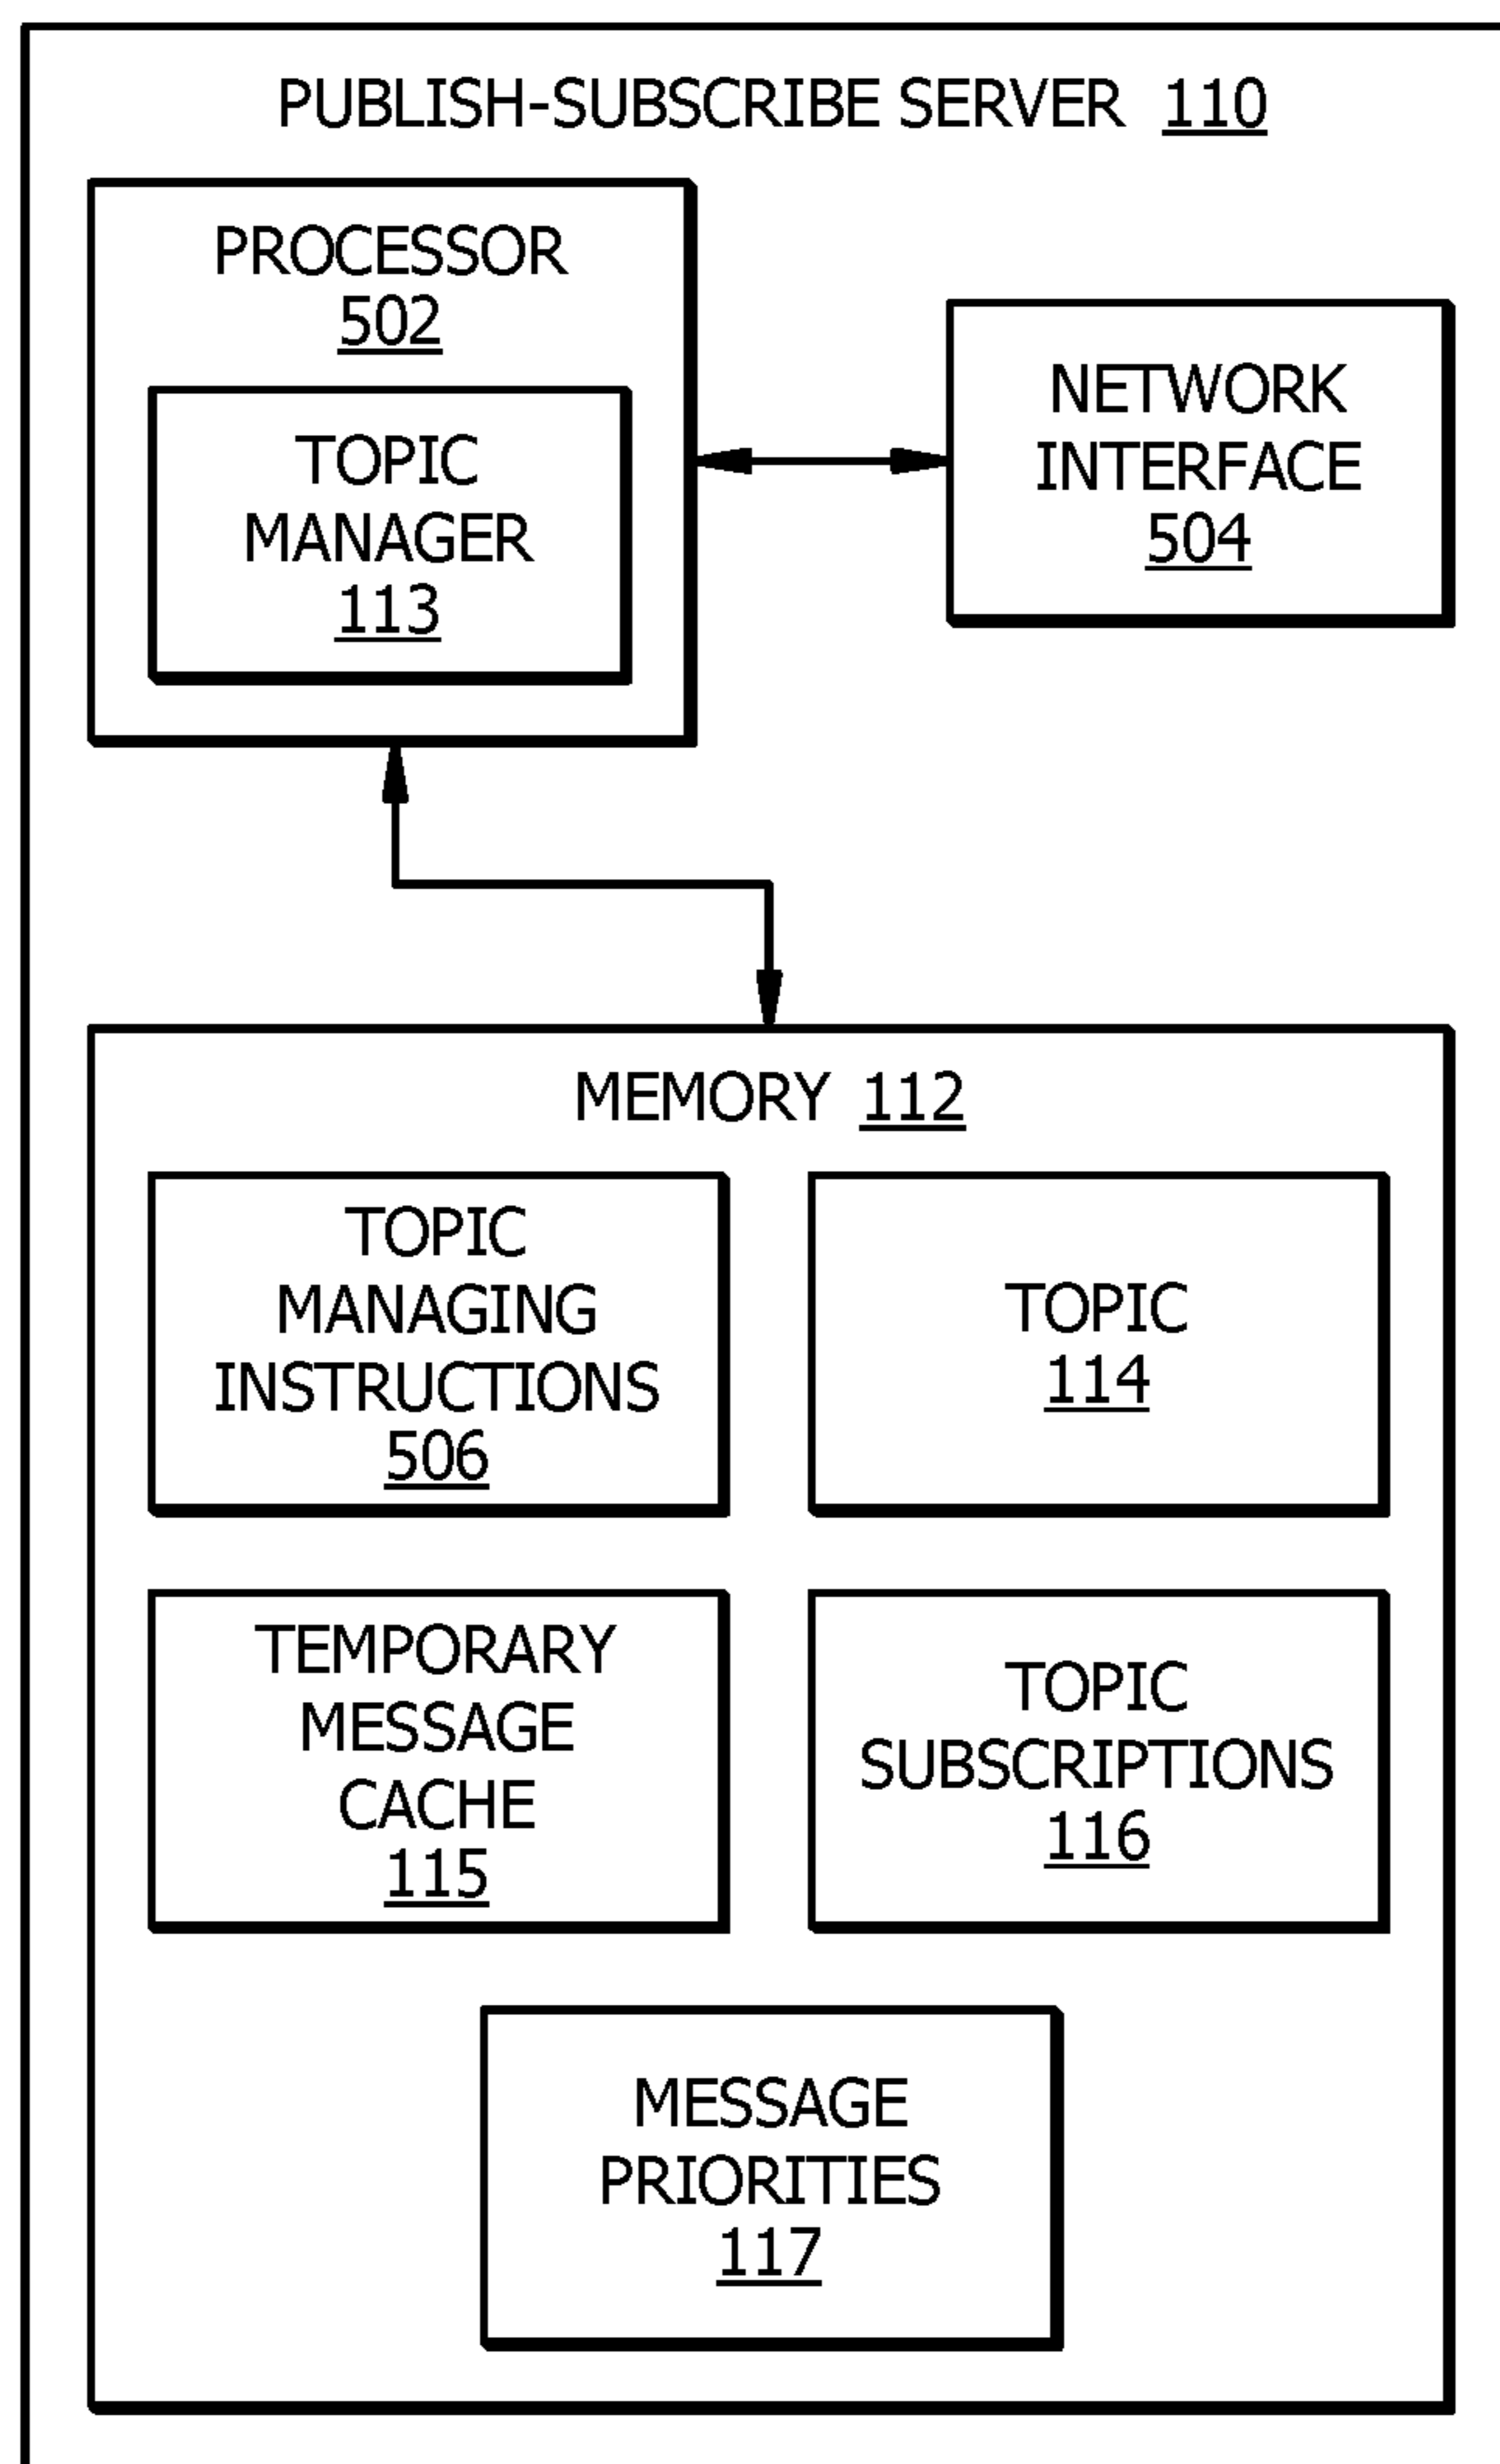 PUBLISH-SUBSCRIBE SERVER 110
PROCESSOR
502
TOPIC
MANAGER
113
NETWORK
INTERFACE
504
MEMORY 112
TOPIC
MANAGING
INSTRUCTIONS
506
TOPIC
114
TEMPORARY
MESSAGE
CACHE
115
TOPIC
SUBSCRIPTIONS
116
MESSAGE
PRIORITIES
117